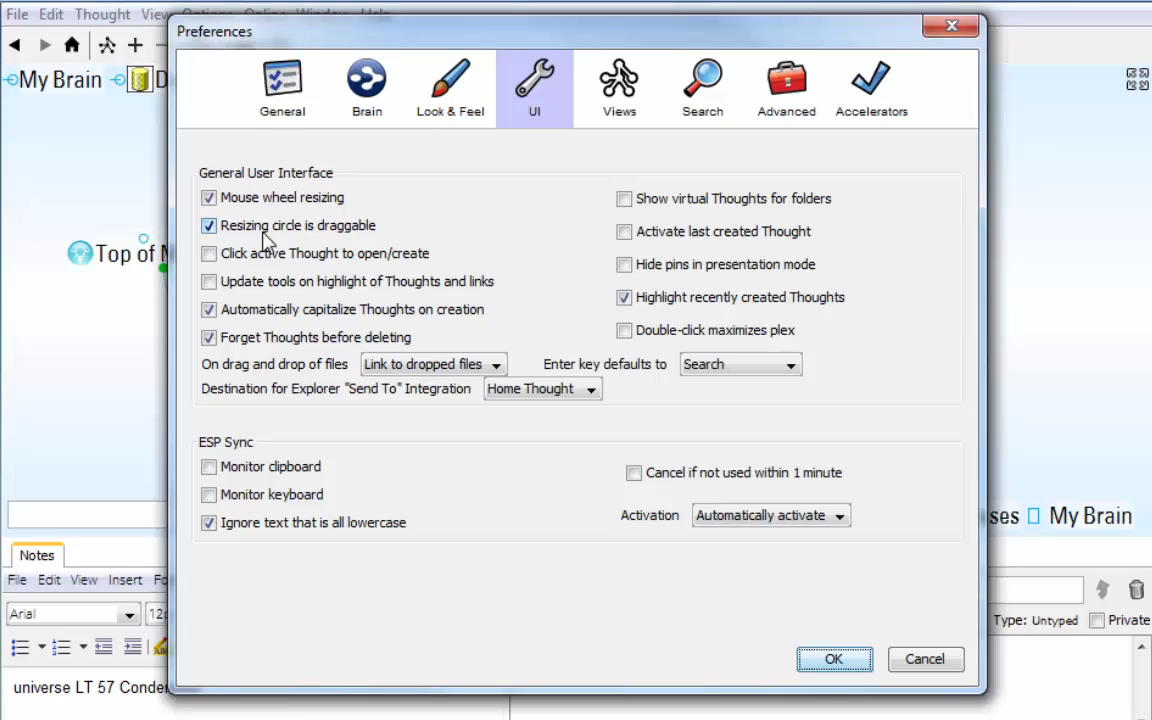 File Edit Thought View Options Online Window Help
Preferences
My Brain
General
Brain
Look & Feel
UI
Views
Search
Advanced
Accelerators
General User Interface
Mouse wheel resizing
Show virtual Thoughts for folders
Resizing circle is draggable
Activate last created Thought
Top of
Click active Thought to open/create
Hide pins in presentation mode
Update tools on highlight of Thoughts and links
Highlight recently created Thoughts
Automatically capitalize Thoughts on creation
Double-click maximizes plex
Forget Thoughts before deleting
On drag and drop of files Link to dropped files Enter key defaults to Search
Destination for Explorer "Send To" Integration Home Thought
ESP Sync
Monitor clipboard
Cancel if not used within 1 minute
Monitor keyboard
Activation Automatically activate
Ignore text that is all lowercase
ses My Brain
Notes
File Edit View Insert Fo
Arial 12
Type: Untyped Private
OK Cancel
universe LT 57 Conde